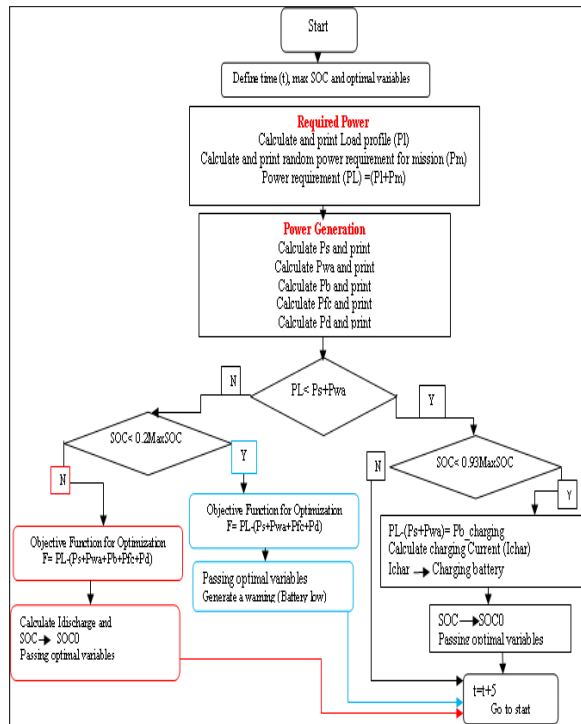 Start
Define time (t), max SOC and optimal variables
Required Power
Calculate and print Load profile (Pl)
Calculate and print random power requirement for mission (Pm)
Power requirement (PL) =(Pl+Pm)
Power Generation
Calculate Ps and print
Calculate Pwa and print
Calculate Pb and print
Calculate Pfc and print
Calculate Pd and print
N
PL< Ps+Pwa
Y
SOC< 0.2MaxSOC
Y
N
SOC< 0.93MaxSOC
N
Y
Objective Function for Optimization
F= PL-(Ps+Pwa+Pb+Pfc+Pd)
Objective Function for Optimization
F= PL-(Ps+Pwa+Pfc+Pd)
PL-(Ps+Pwa)= Pb_charging
Calculate charging Current (Ichar)
Ichar → Charging battery
Passing optimal variables
Generate a warning (Battery low)
Calculate Idischarge and
SOC → SOC0
Passing optimal variables
SOC → SOC0
Passing optimal variables
t=t+5
Go to start